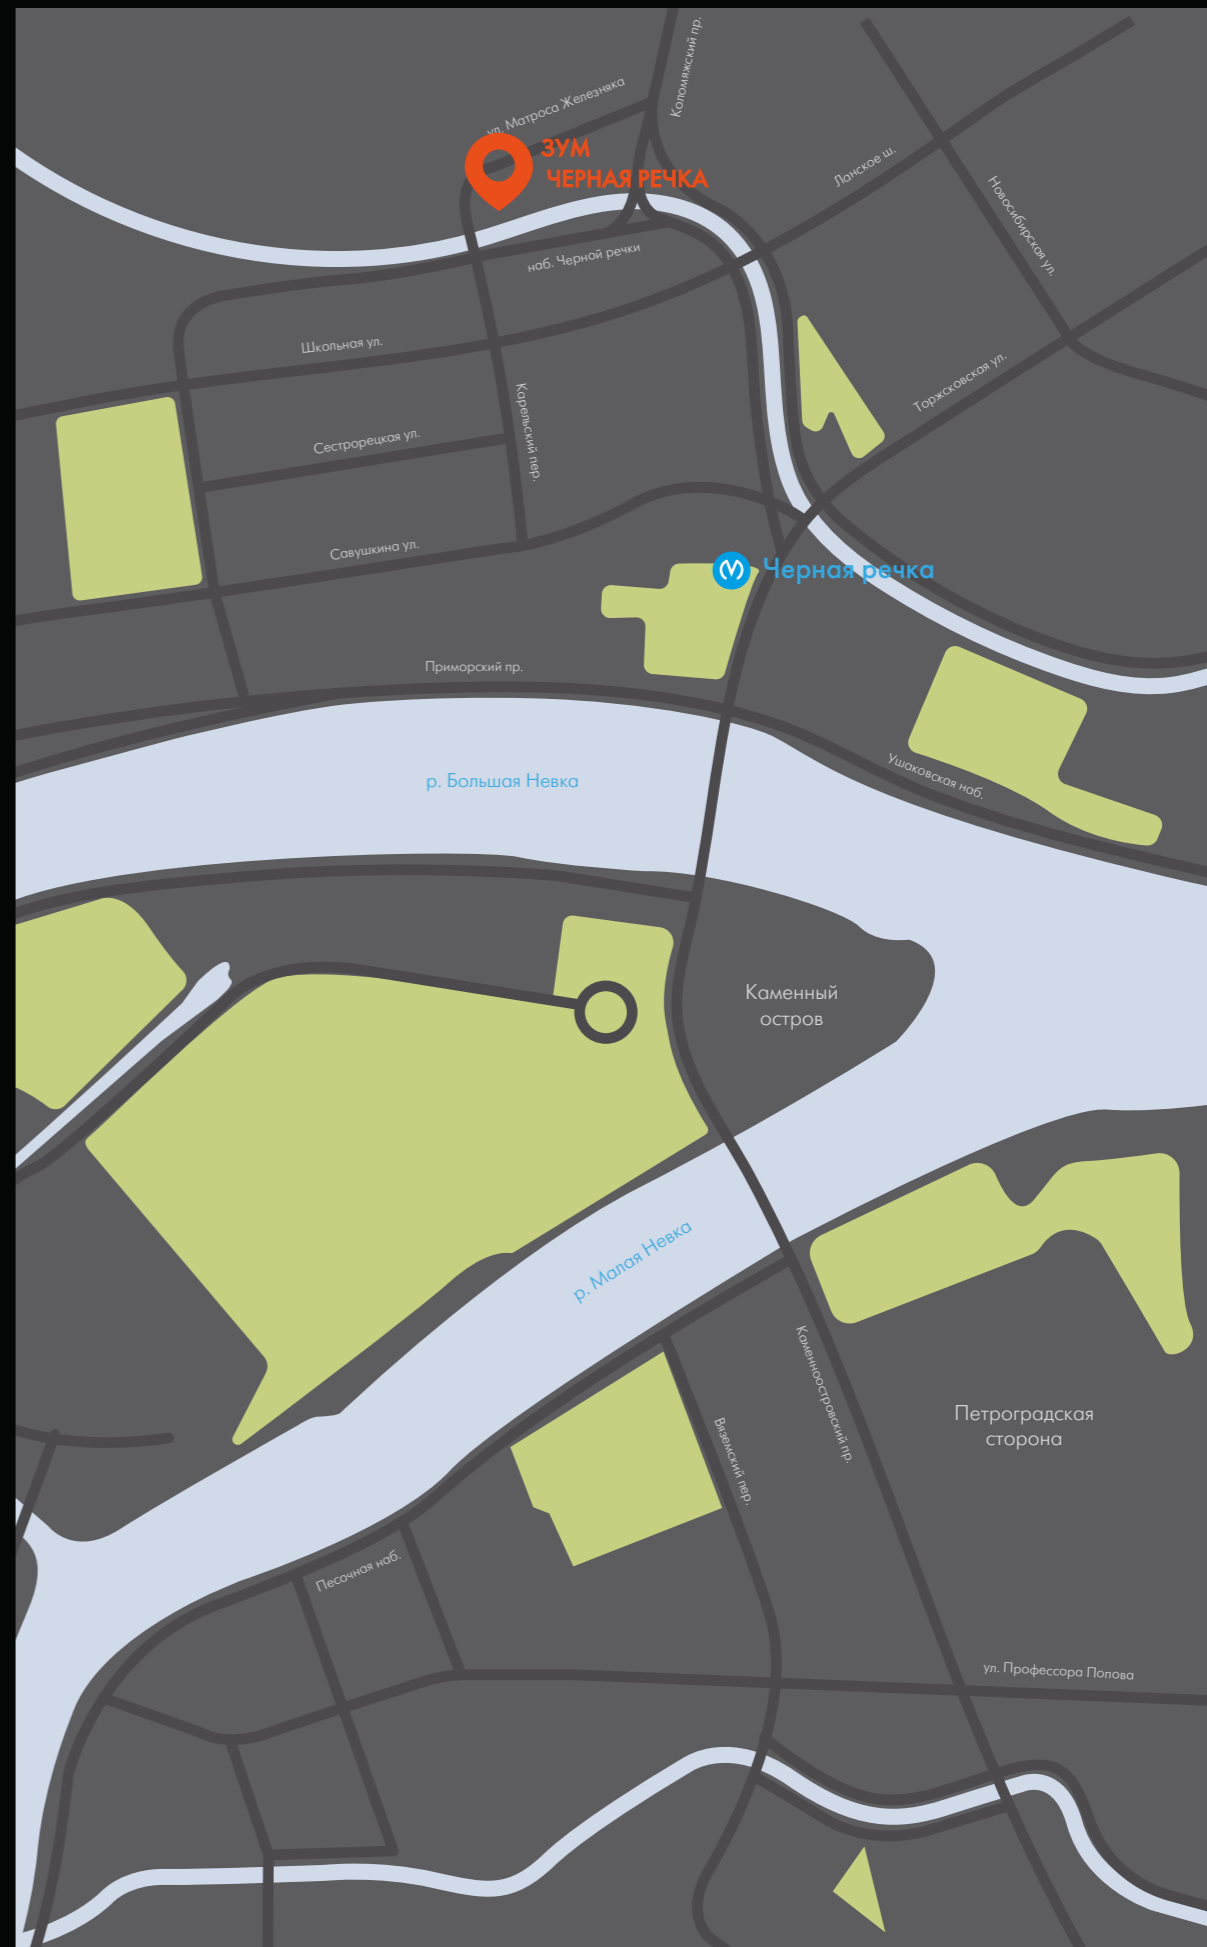 Коломяжский пр.
ул. Матроса Железняка
ЗУМ
ЧЕРНАЯ РЕЧКА
Ланское ш.
Новосибирская ул.
наб. Черной речки
Школьная ул.
Торжсковская ул.
Карельский пер.
Сестрорецкая ул.
Савушкина ул.
Черная речка
Приморский пр.
р. Большая Невка
Ушаковская наб.
Каменный
остров
р. Малая Невка
Каменноостровский пр.
Вяземский пер.
Петроградская
сторона
Песочная наб.
ул. Профессора Попова